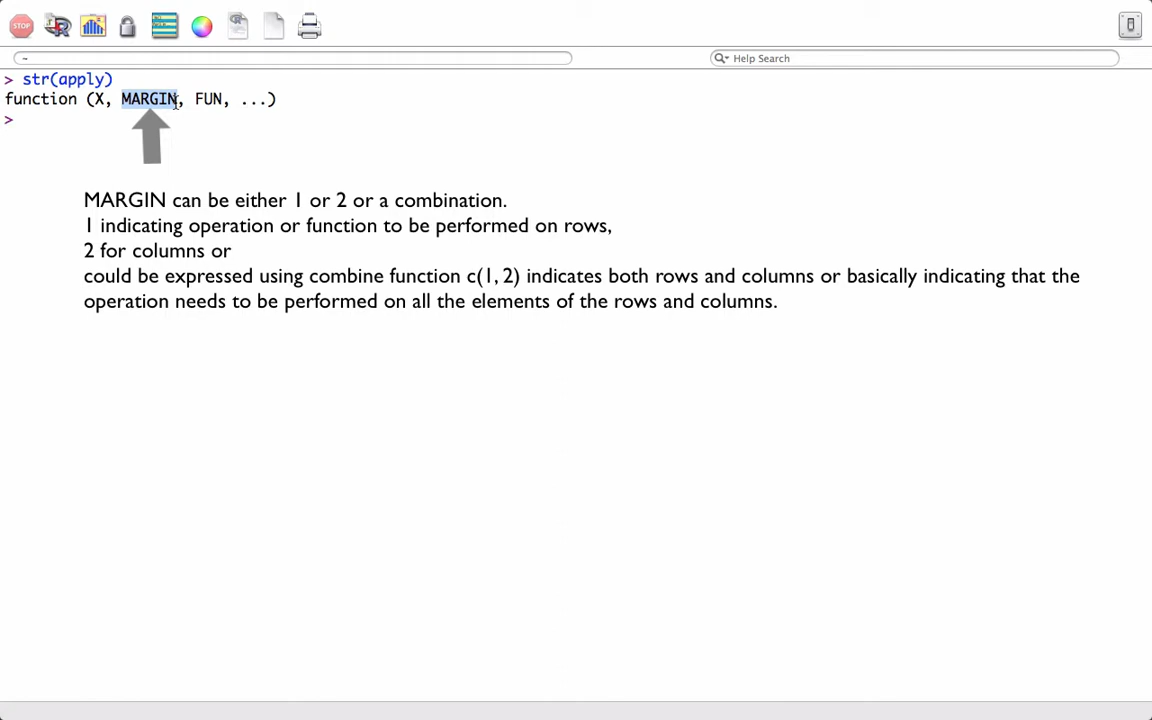 STOP
~
Help Search
> str(apply)
function (X, MARGIN, FUN, ...)
>
MARGIN can be either 1 or 2 or a combination.
1 indicating operation or function to be performed on rows,
2 for columns or
could be expressed using combine function c(1, 2) indicates both rows and columns or basically indicating that the
operation needs to be performed on all the elements of the rows and columns.